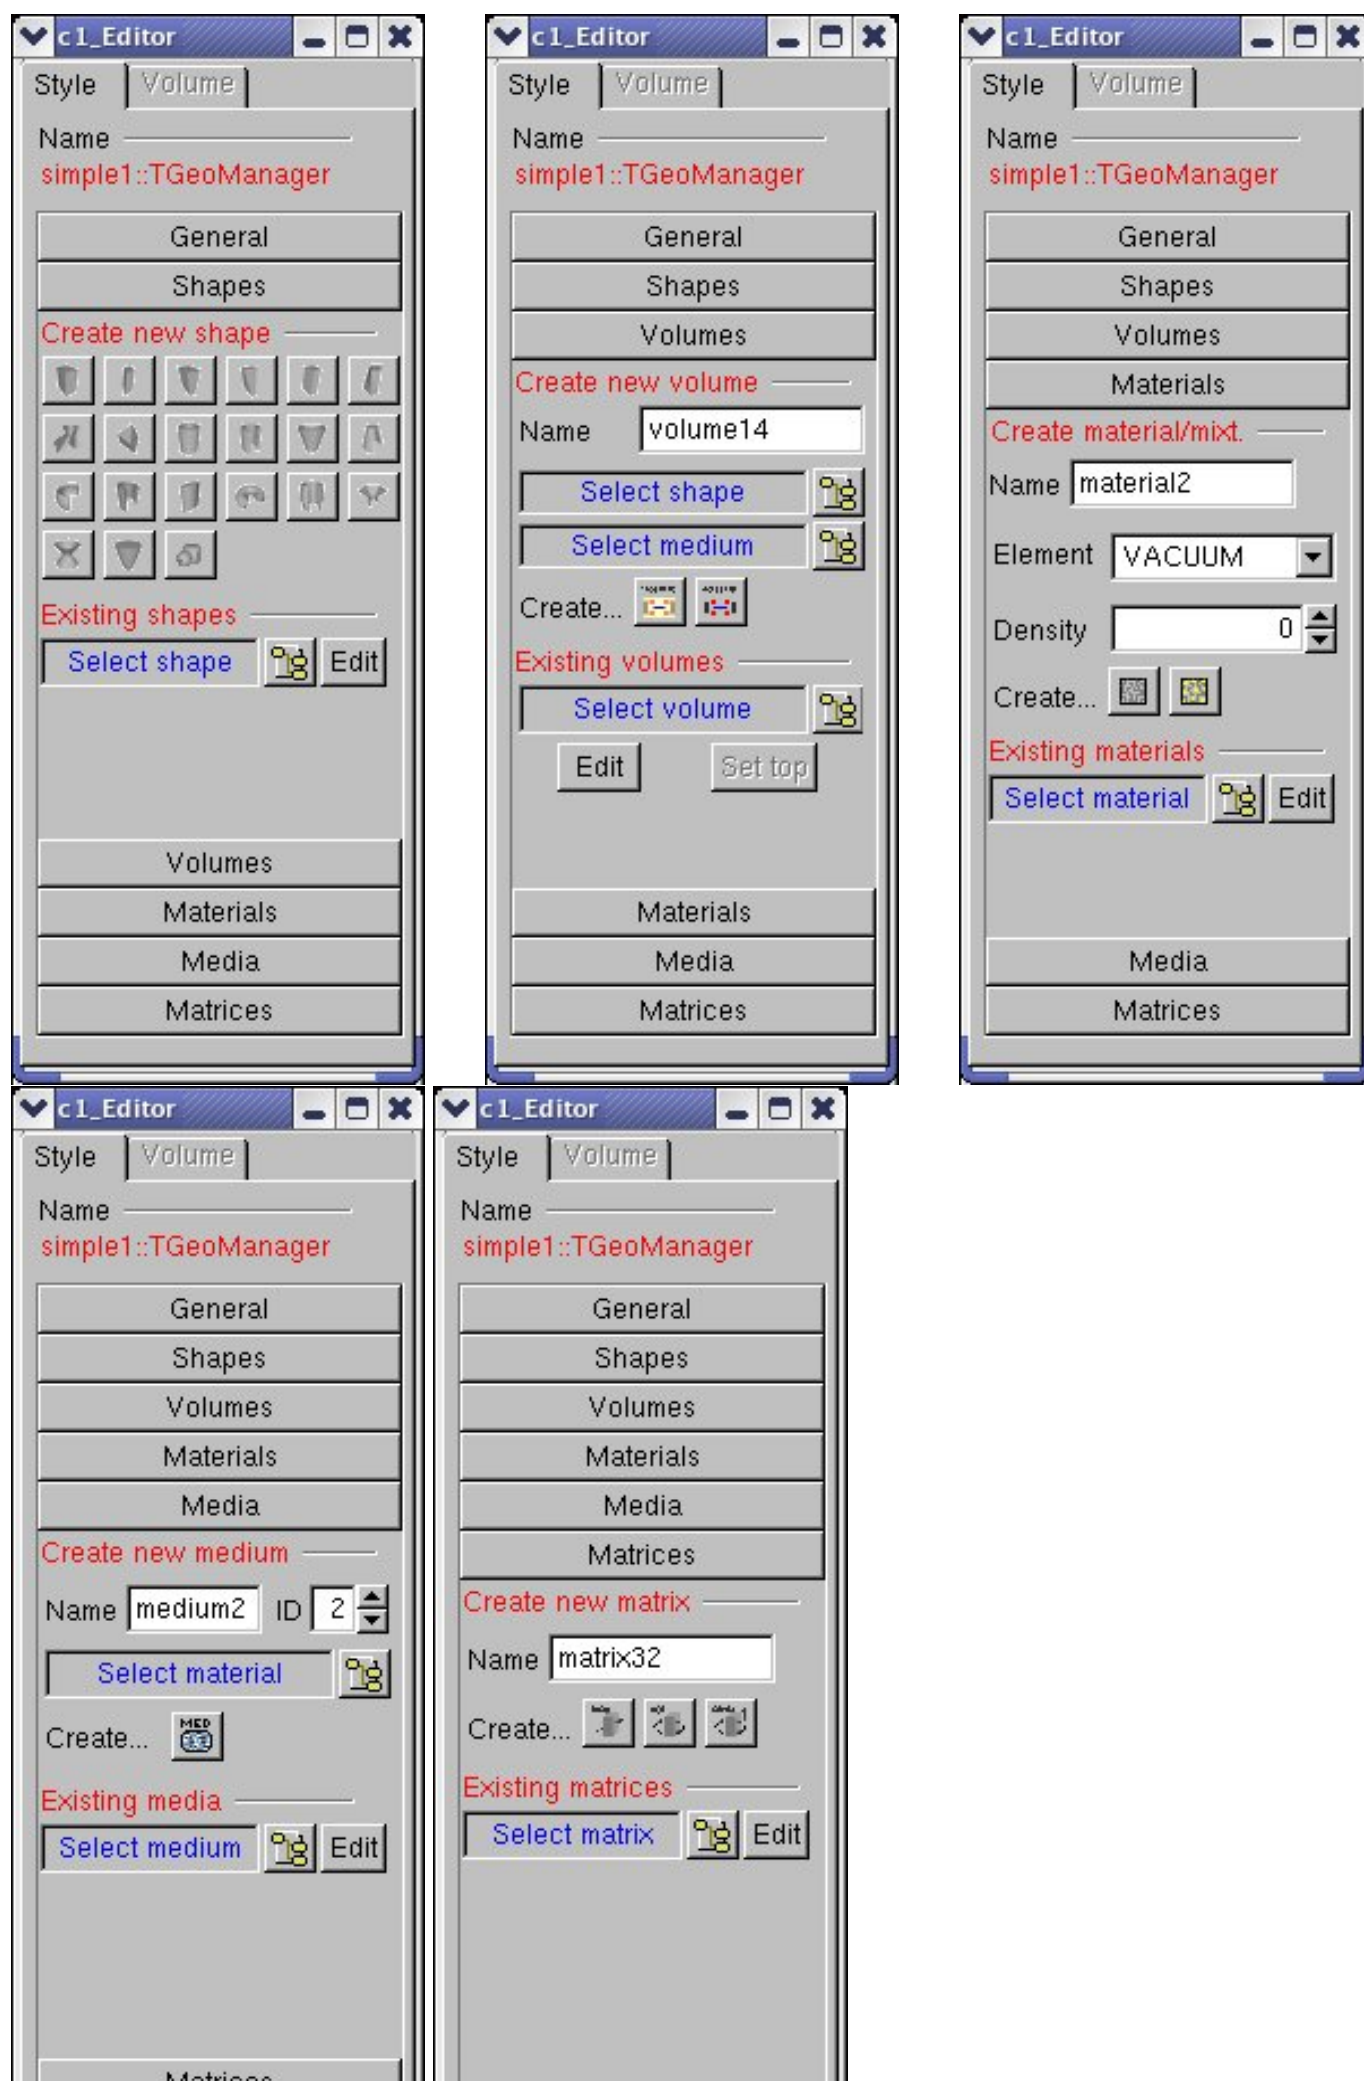 c1_Editor
Style Volume
Name
simple1::TGeoManager
General
Shapes
Create new shape
Existing shapes
Select shape Edit
Volumes
Materials
Media
Matrices
c1_Editor
Style Volume
Name
simple1::TGeoManager
General
Shapes
Volumes
Create new volume
Name volume14
Select shape
Select medium
Create...
Existing volumes
Select volume
Edit Set top
Materials
Media
Matrices
c1_Editor
Style Volume
Name
simple1::TGeoManager
General
Shapes
Volumes
Materials
Create material/mixt.
Name material2
Element VACUUM
Density 0
Create...
Existing materials
Select material Edit
Media
Matrices
c1_Editor
Style Volume
Name
simple1::TGeoManager
General
Shapes
Volumes
Materials
Media
Create new medium
Name medium2 ID 2
Select material
Create... MED
Existing media
Select medium Edit
Matrices
c1_Editor
Style Volume
Name
simple1::TGeoManager
General
Shapes
Volumes
Materials
Media
Matrices
Create new matrix
Name matrix32
Create...
Existing matrices
Select matrix Edit